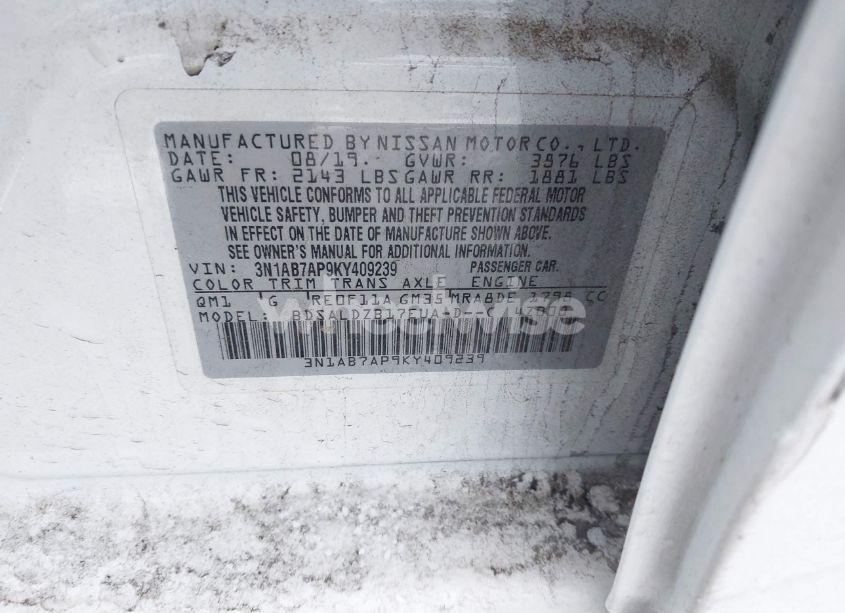 MANUFACTURED BY NISSAN MOTOR CO., LTD.
DATE: 08/19. GVWR: 3976 LBS
GAWR FR: 2143 LBS GAWR RR: 1881 LBS
THIS VEHICLE CONFORMS TO ALL APPLICABLE FEDERAL MOTOR
VEHICLE SAFETY, BUMPER AND THEFT PREVENTION STANDARDS
IN EFFECT ON THE DATE OF MANUFACTURE SHOWN ABOVE.
SEE OWNER'S MANUAL FOR ADDITIONAL INFORMATION.
VIN: 3N1AB7AP9KY409239 PASSENGER CAR.
COLOR TRIM TRANS AXLE ENGINE
QM1 G RE0F11A GM35 MRA8DE 1798 CC
MODEL:
3N1AB7AP9KY409239